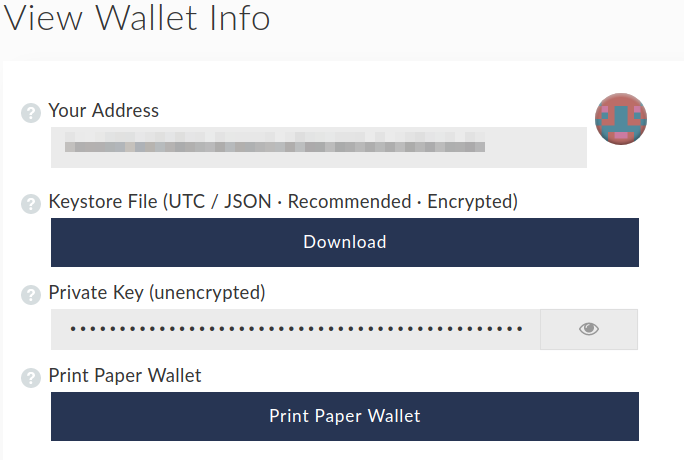 View Wallet Info
? Your Address
? Keystore File (UTC / JSON · Recommended · Encrypted)
Download
? Private Key (unencrypted)
? Print Paper Wallet
Print Paper Wallet